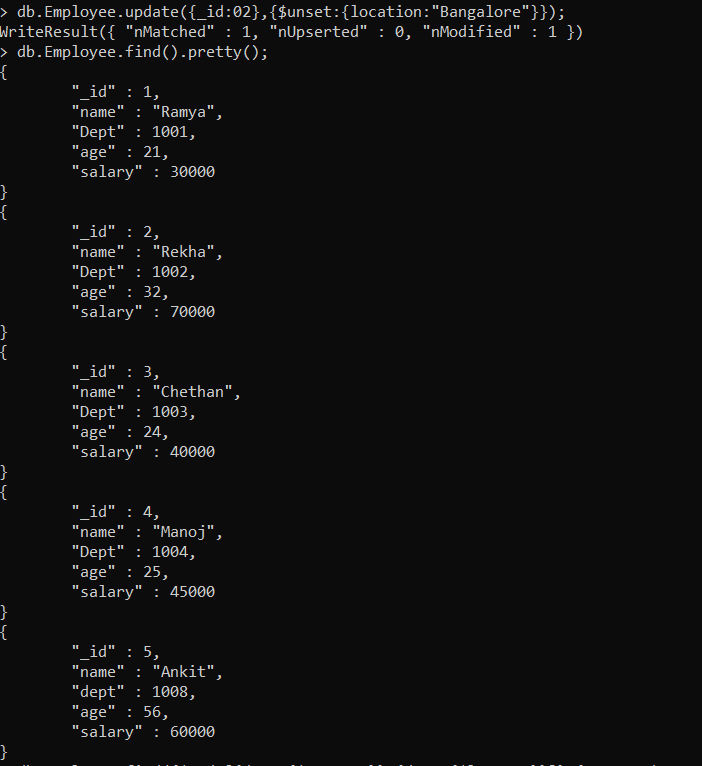 > db.Employee.update({_id:02},{$unset:{location:"Bangalore"}});
WriteResult({ "nMatched" : 1, "nUpserted" : 0, "nModified" : 1 })
> db.Employee.find().pretty();
{
        "_id" : 1,
        "name" : "Ramya",
        "Dept" : 1001,
        "age" : 21,
        "salary" : 30000
}
{
        "_id" : 2,
        "name" : "Rekha",
        "Dept" : 1002,
        "age" : 32,
        "salary" : 70000
}
{
        "_id" : 3,
        "name" : "Chethan",
        "Dept" : 1003,
        "age" : 24,
        "salary" : 40000
}
{
        "_id" : 4,
        "name" : "Manoj",
        "Dept" : 1004,
        "age" : 25,
        "salary" : 45000
}
{
        "_id" : 5,
        "name" : "Ankit",
        "dept" : 1008,
        "age" : 56,
        "salary" : 60000
}